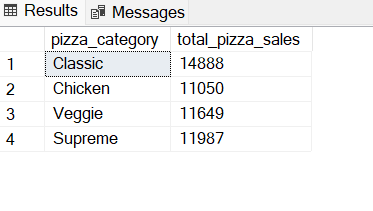 Results Messages
pizza_category total_pizza_sales
1 Classic 14888
2 Chicken 11050
3 Veggie 11649
4 Supreme 11987